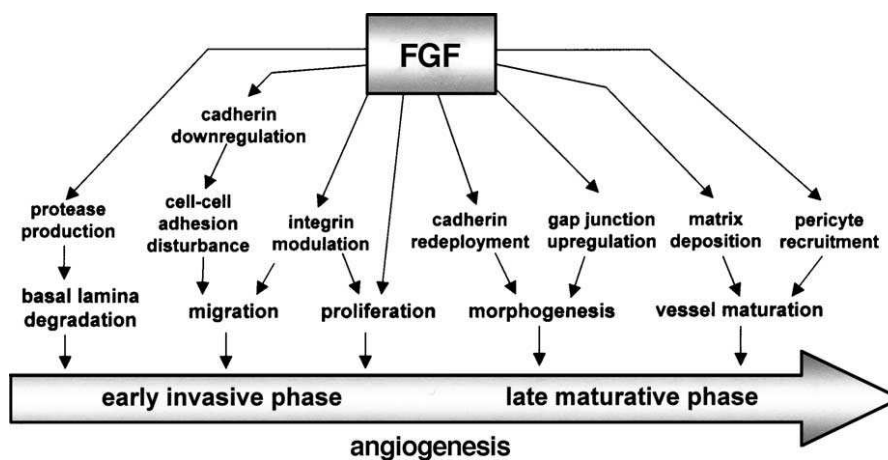 FGF
cadherin
downregulation
protease
production
cell-cell
adhesion
disturbance
integrin
modulation
cadherin
redeployment
gap junction
upregulation
matrix
deposition
pericyte
recruitment
basal lamina
degradation
migration
proliferation
morphogenesis
vessel maturation
early invasive phase
late maturative phase
angiogenesis